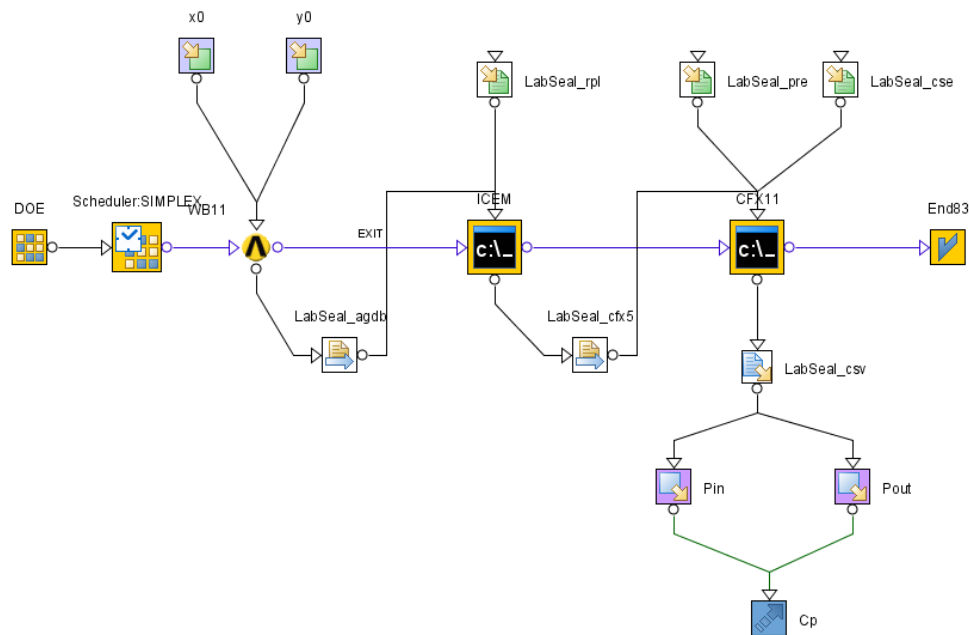 x0
y0
LabSeal_rpl
LabSeal_pre
LabSeal_cse
DOE
Scheduler:SIMPLEX
WB11
EXIT
ICEM
c:\_
CFX11
c:\_
End83
LabSeal_agdb
LabSeal_cfx5
LabSeal_csv
Pin
Pout
Cp